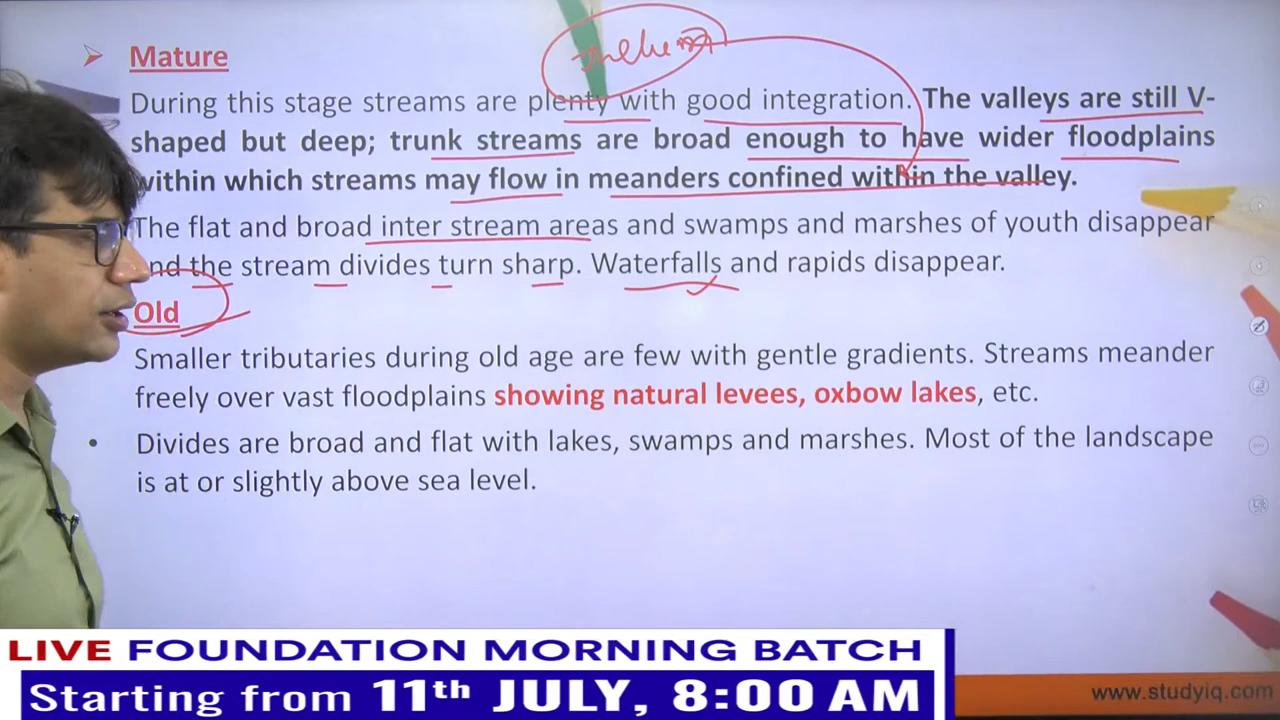 Mature
During this stage streams are plenty with good integration. The valleys are still V-
shaped but deep; trunk streams are broad enough to have wider floodplains
within which streams may flow in meanders confined within the valley.
The flat and broad inter stream areas and swamps and marshes of youth disappear
and the stream divides turn sharp. Waterfalls and rapids disappear.
Old
Smaller tributaries during old age are few with gentle gradients. Streams meander
freely over vast floodplains showing natural levees, oxbow lakes, etc.
• Divides are broad and flat with lakes, swamps and marshes. Most of the landscape
is at or slightly above sea level.
LIVE FOUNDATION MORNING BATCH
Starting from 11th JULY, 8:00 AM
www.studyiq.com